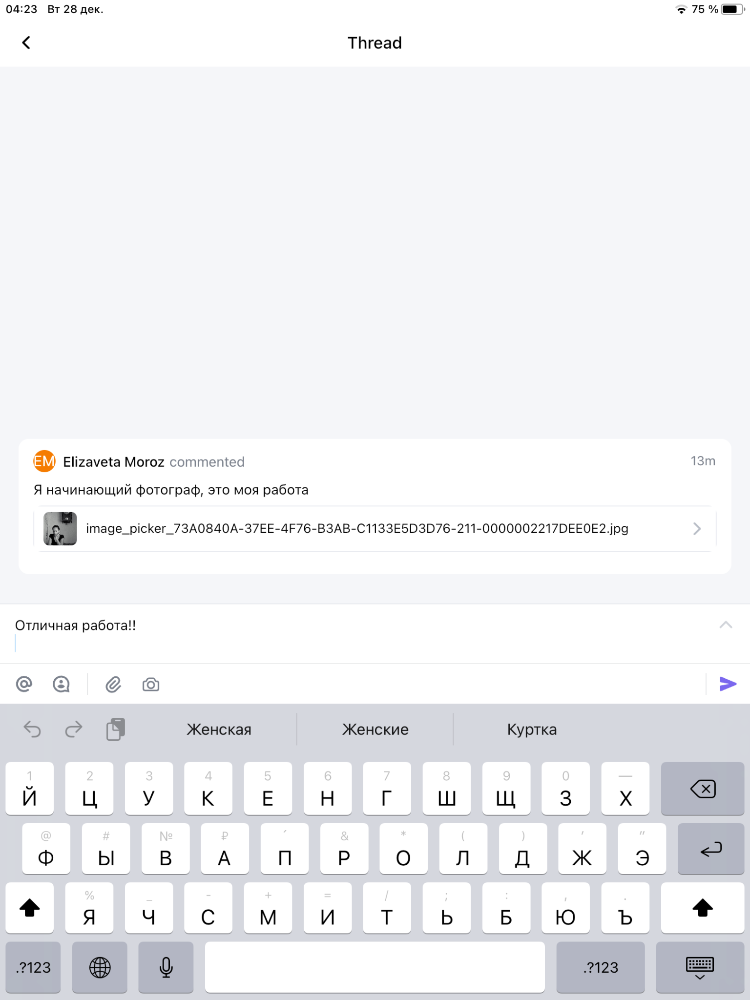 04:23 Вт 28 дек. 75 %
Thread
EM Elizaveta Moroz commented 13m
Я начинающий фотограф, это моя работа
image_picker_73A0840A-37EE-4F76-B3AB-C1133E5D3D76-211-0000002217DEE0E2.jpg
Отличная работа!!
Женская Женские Куртка
1 2 3 4 5 6 7 8 9 0 —
Й Ц У К Е Н Г Ш Щ З Х
@ # № ₽ ´ & * ( ) ′ ″
Ф Ы В А П Р О Л Д Ж Э
% _ - + = / ; : , .
Я Ч С М И Т Ь Б Ю Ъ
.?123 .?123